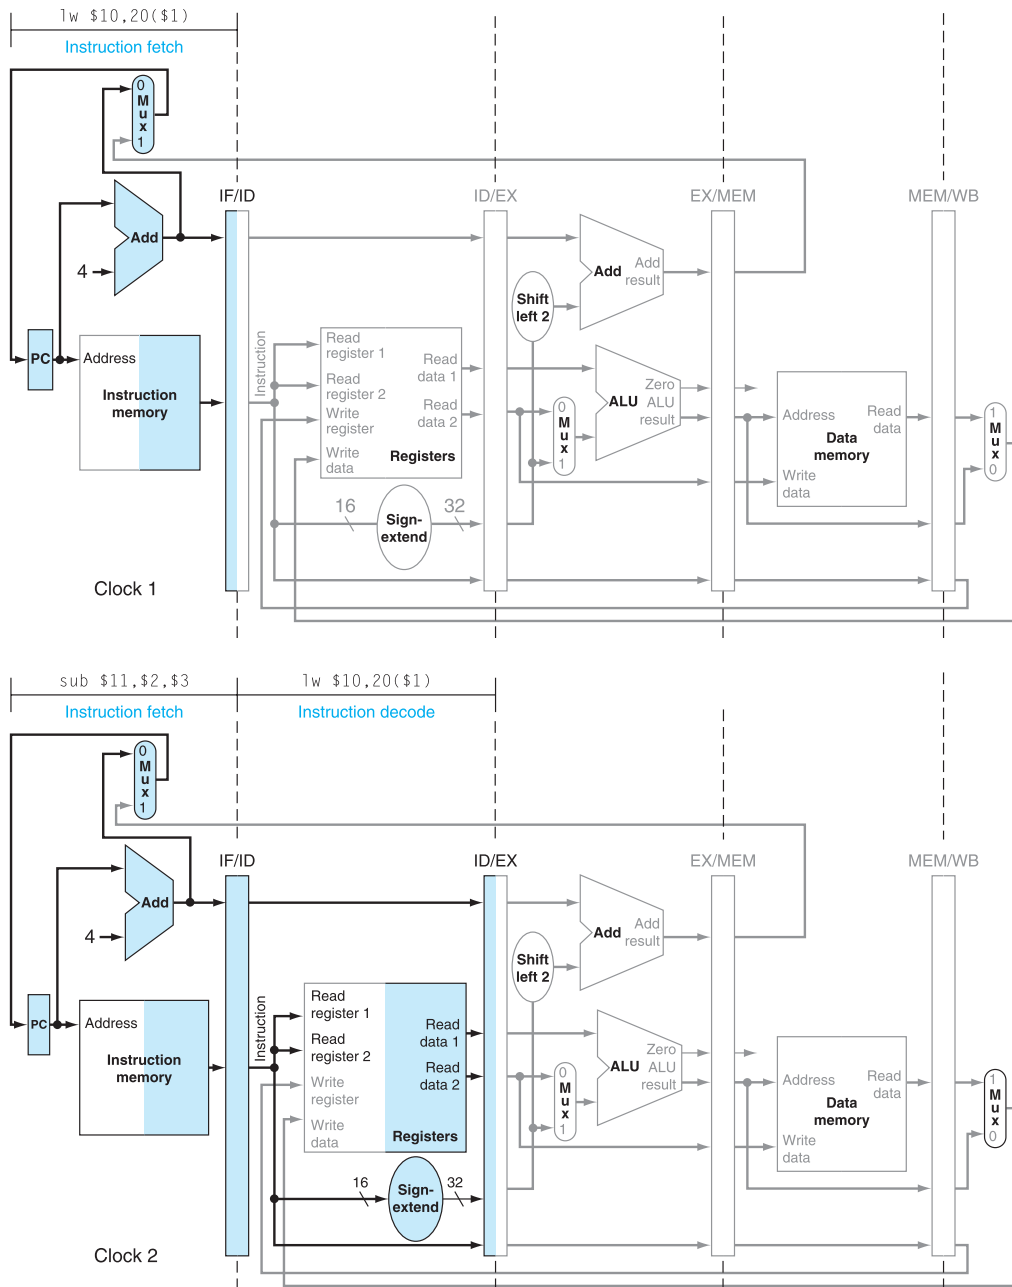 lw $10,20($1)
Instruction fetch
0
M
u
x
1
IF/ID
ID/EX
EX/MEM
MEM/WB
Add
4
Add
Add
result
Shift
left 2
PC
Address
Instruction
memory
Instruction
Read
register 1
Read
register 2
Write
register
Write
data
Read
data 1
Read
data 2
Registers
0
M
u
x
1
ALU
Zero
ALU
result
Address
Read
data
Data
memory
Write
data
1
M
u
x
0
16
Sign-
extend
32
Clock 1
sub $11,$2,$3
lw $10,20($1)
Instruction fetch
Instruction decode
0
M
u
x
1
IF/ID
ID/EX
EX/MEM
MEM/WB
Add
4
Add
Add
result
Shift
left 2
PC
Address
Instruction
memory
Instruction
Read
register 1
Read
register 2
Write
register
Write
data
Read
data 1
Read
data 2
Registers
0
M
u
x
1
ALU
Zero
ALU
result
Address
Read
data
Data
memory
Write
data
1
M
u
x
0
16
Sign-
extend
32
Clock 2